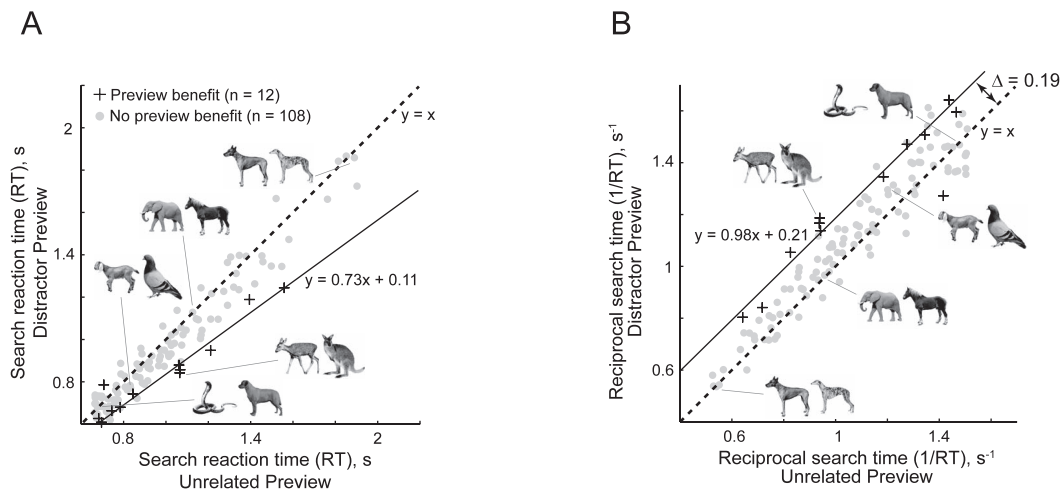 A
Preview benefit (n = 12)
No preview benefit (n = 108)
y = x
2
1.4
0.8
y = 0.73x + 0.11
0.8
1.4
2
Search reaction time (RT), s
Distractor Preview
Search reaction time (RT), s
Unrelated Preview
B
Δ = 0.19
y = x
1.4
1
0.6
y = 0.98x + 0.21
0.6
1
1.4
Reciprocal search time (1/RT), s⁻¹
Distractor Preview
Reciprocal search time (1/RT), s⁻¹
Unrelated Preview